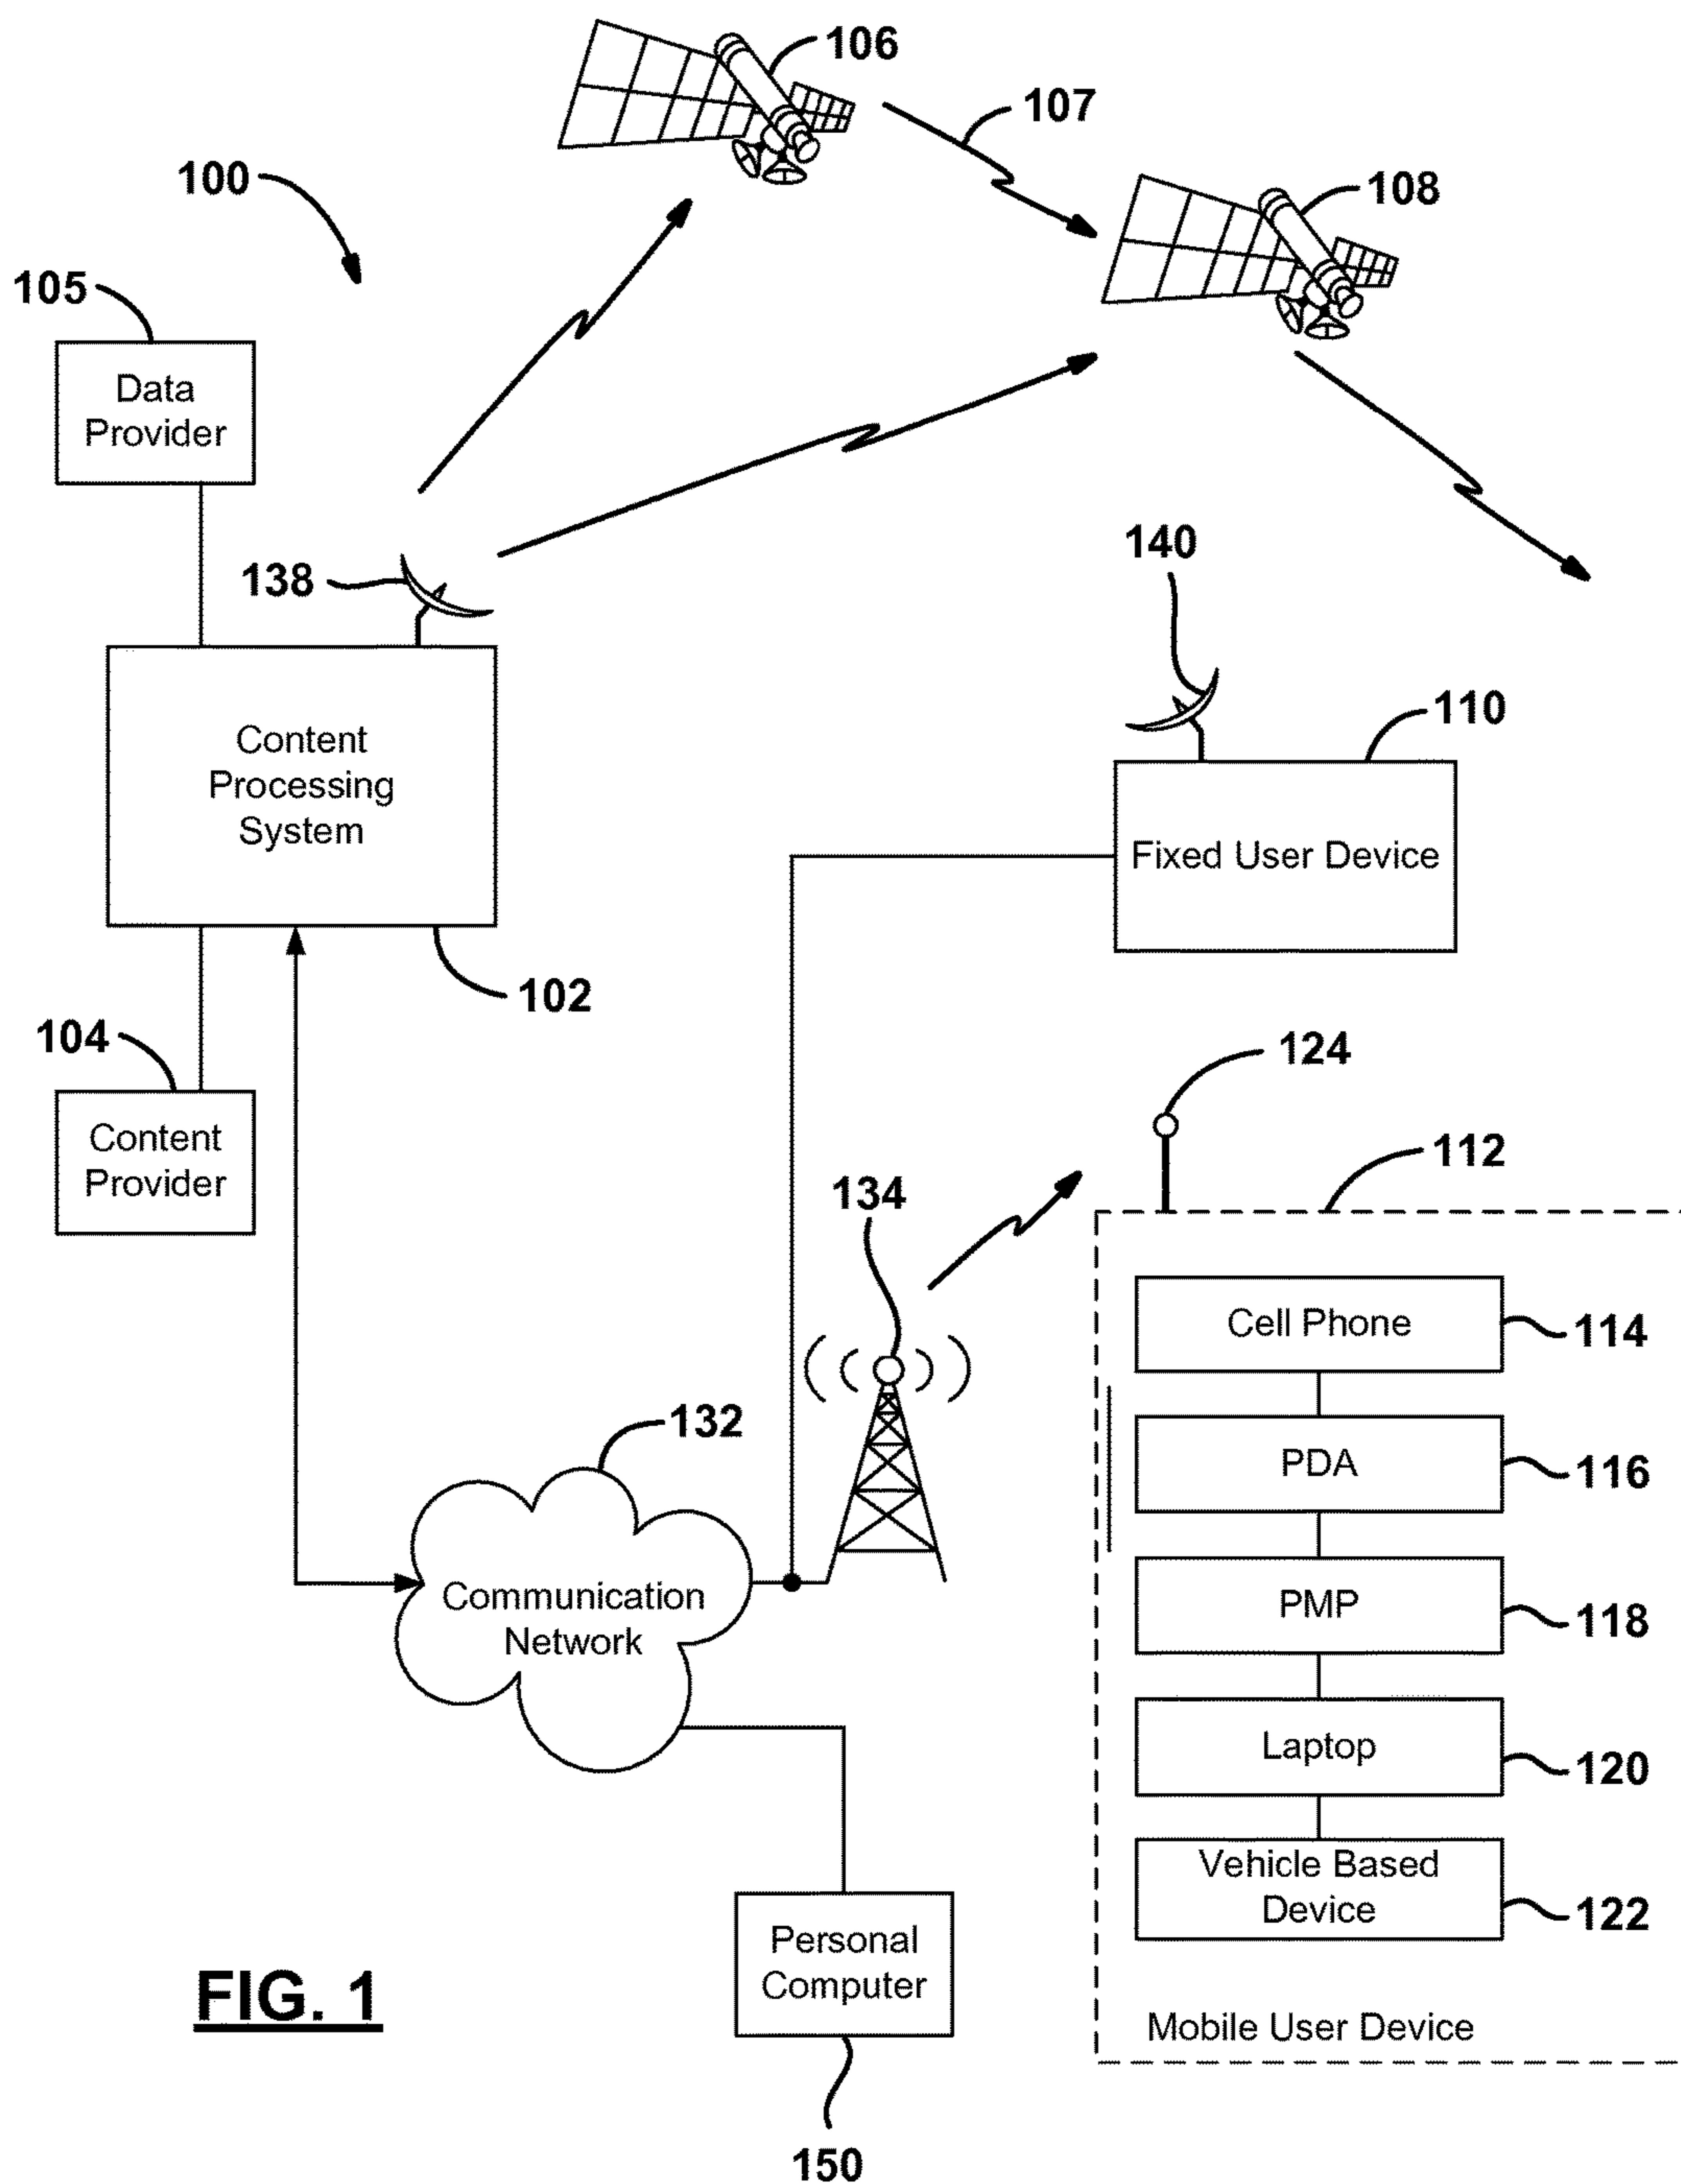 106
107
100
108
105
Data
Provider
138
140
110
Content
Processing
System
Fixed User Device
102
104
124
Content
Provider
112
134
Cell Phone
114
132
PDA
116
Communication
Network
PMP
118
Laptop
120
Vehicle Based
Device
122
Personal
Computer
FIG. 1
Mobile User Device
150